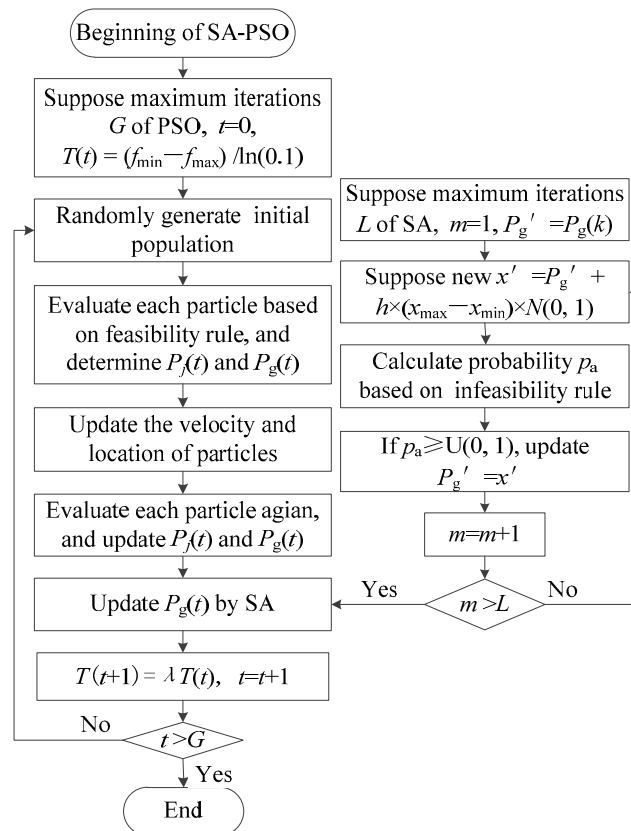 Beginning of SA-PSO
Suppose maximum iterations
G of PSO, t=0,
T(t) = (fmin—fmax) /ln(0.1)
Randomly generate initial
population
Evaluate each particle based
on feasibility rule, and
determine Pj(t) and Pg(t)
Update the velocity and
location of particles
Evaluate each particle agian,
and update Pj(t) and Pg(t)
Update Pg(t) by SA
T(t+1) = λT(t), t=t+1
No
t>G
Yes
End
Suppose maximum iterations
L of SA, m=1, Pg′ =Pg(k)
Suppose new x′ =Pg′ +
h×(xmax—xmin)×N(0, 1)
Calculate probability pa
based on infeasibility rule
If pa≥U(0, 1), update
Pg′ =x′
m=m+1
Yes
m>L
No